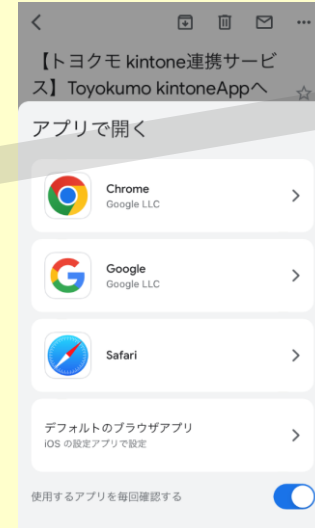 【トヨクモ kintone連携サービ
ス】Toyokumo kintoneAppへ
アプリで開く
Chrome
Google LLC
Google
Google LLC
Safari
デフォルトのブラウザアプリ
iOS の設定アプリで設定
使用するアプリを毎回確認する